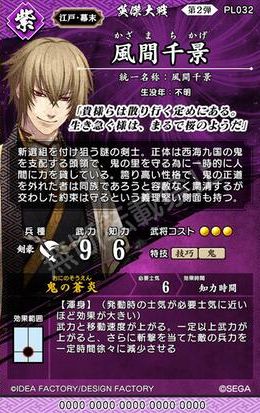 紫
江戸・幕末
英傑大戦
第2弾
PL032
かざ ま ち かげ
風間千景
統一名称:風間千景
生没年:不明
「貴様らは散り行く定めにある。
生き急ぐ様は、まるで桜のようだ」
新選組を付け狙う謎の剣士。正体は西海九国の鬼
を支配する頭領で、鬼の里を守る為に一時的に人
間に力を貸している。誇り高い性格で、鬼の正道
を外れた者は同族であろうと容赦なく粛清するが
交わした約束は守るという義理堅い側面も持つ。
兵種 武力 知力 武将コスト
剣豪 9 6
特技 技巧 鬼
おにのそうえん
鬼の蒼炎
必要士気
6
効果時間
知力時間
効果範囲
【渾身】(発動時の士気が必要士気に近い
ほど効果が大きい)
武力と移動速度が上がる。一定以上武力が
上がると、さらに斬撃を当てた敵の兵力を
一定時間徐々に減少させる
©IDEA FACTORY/DESIGN FACTORY
©SEGA
0000 0000 0000 0000 0000